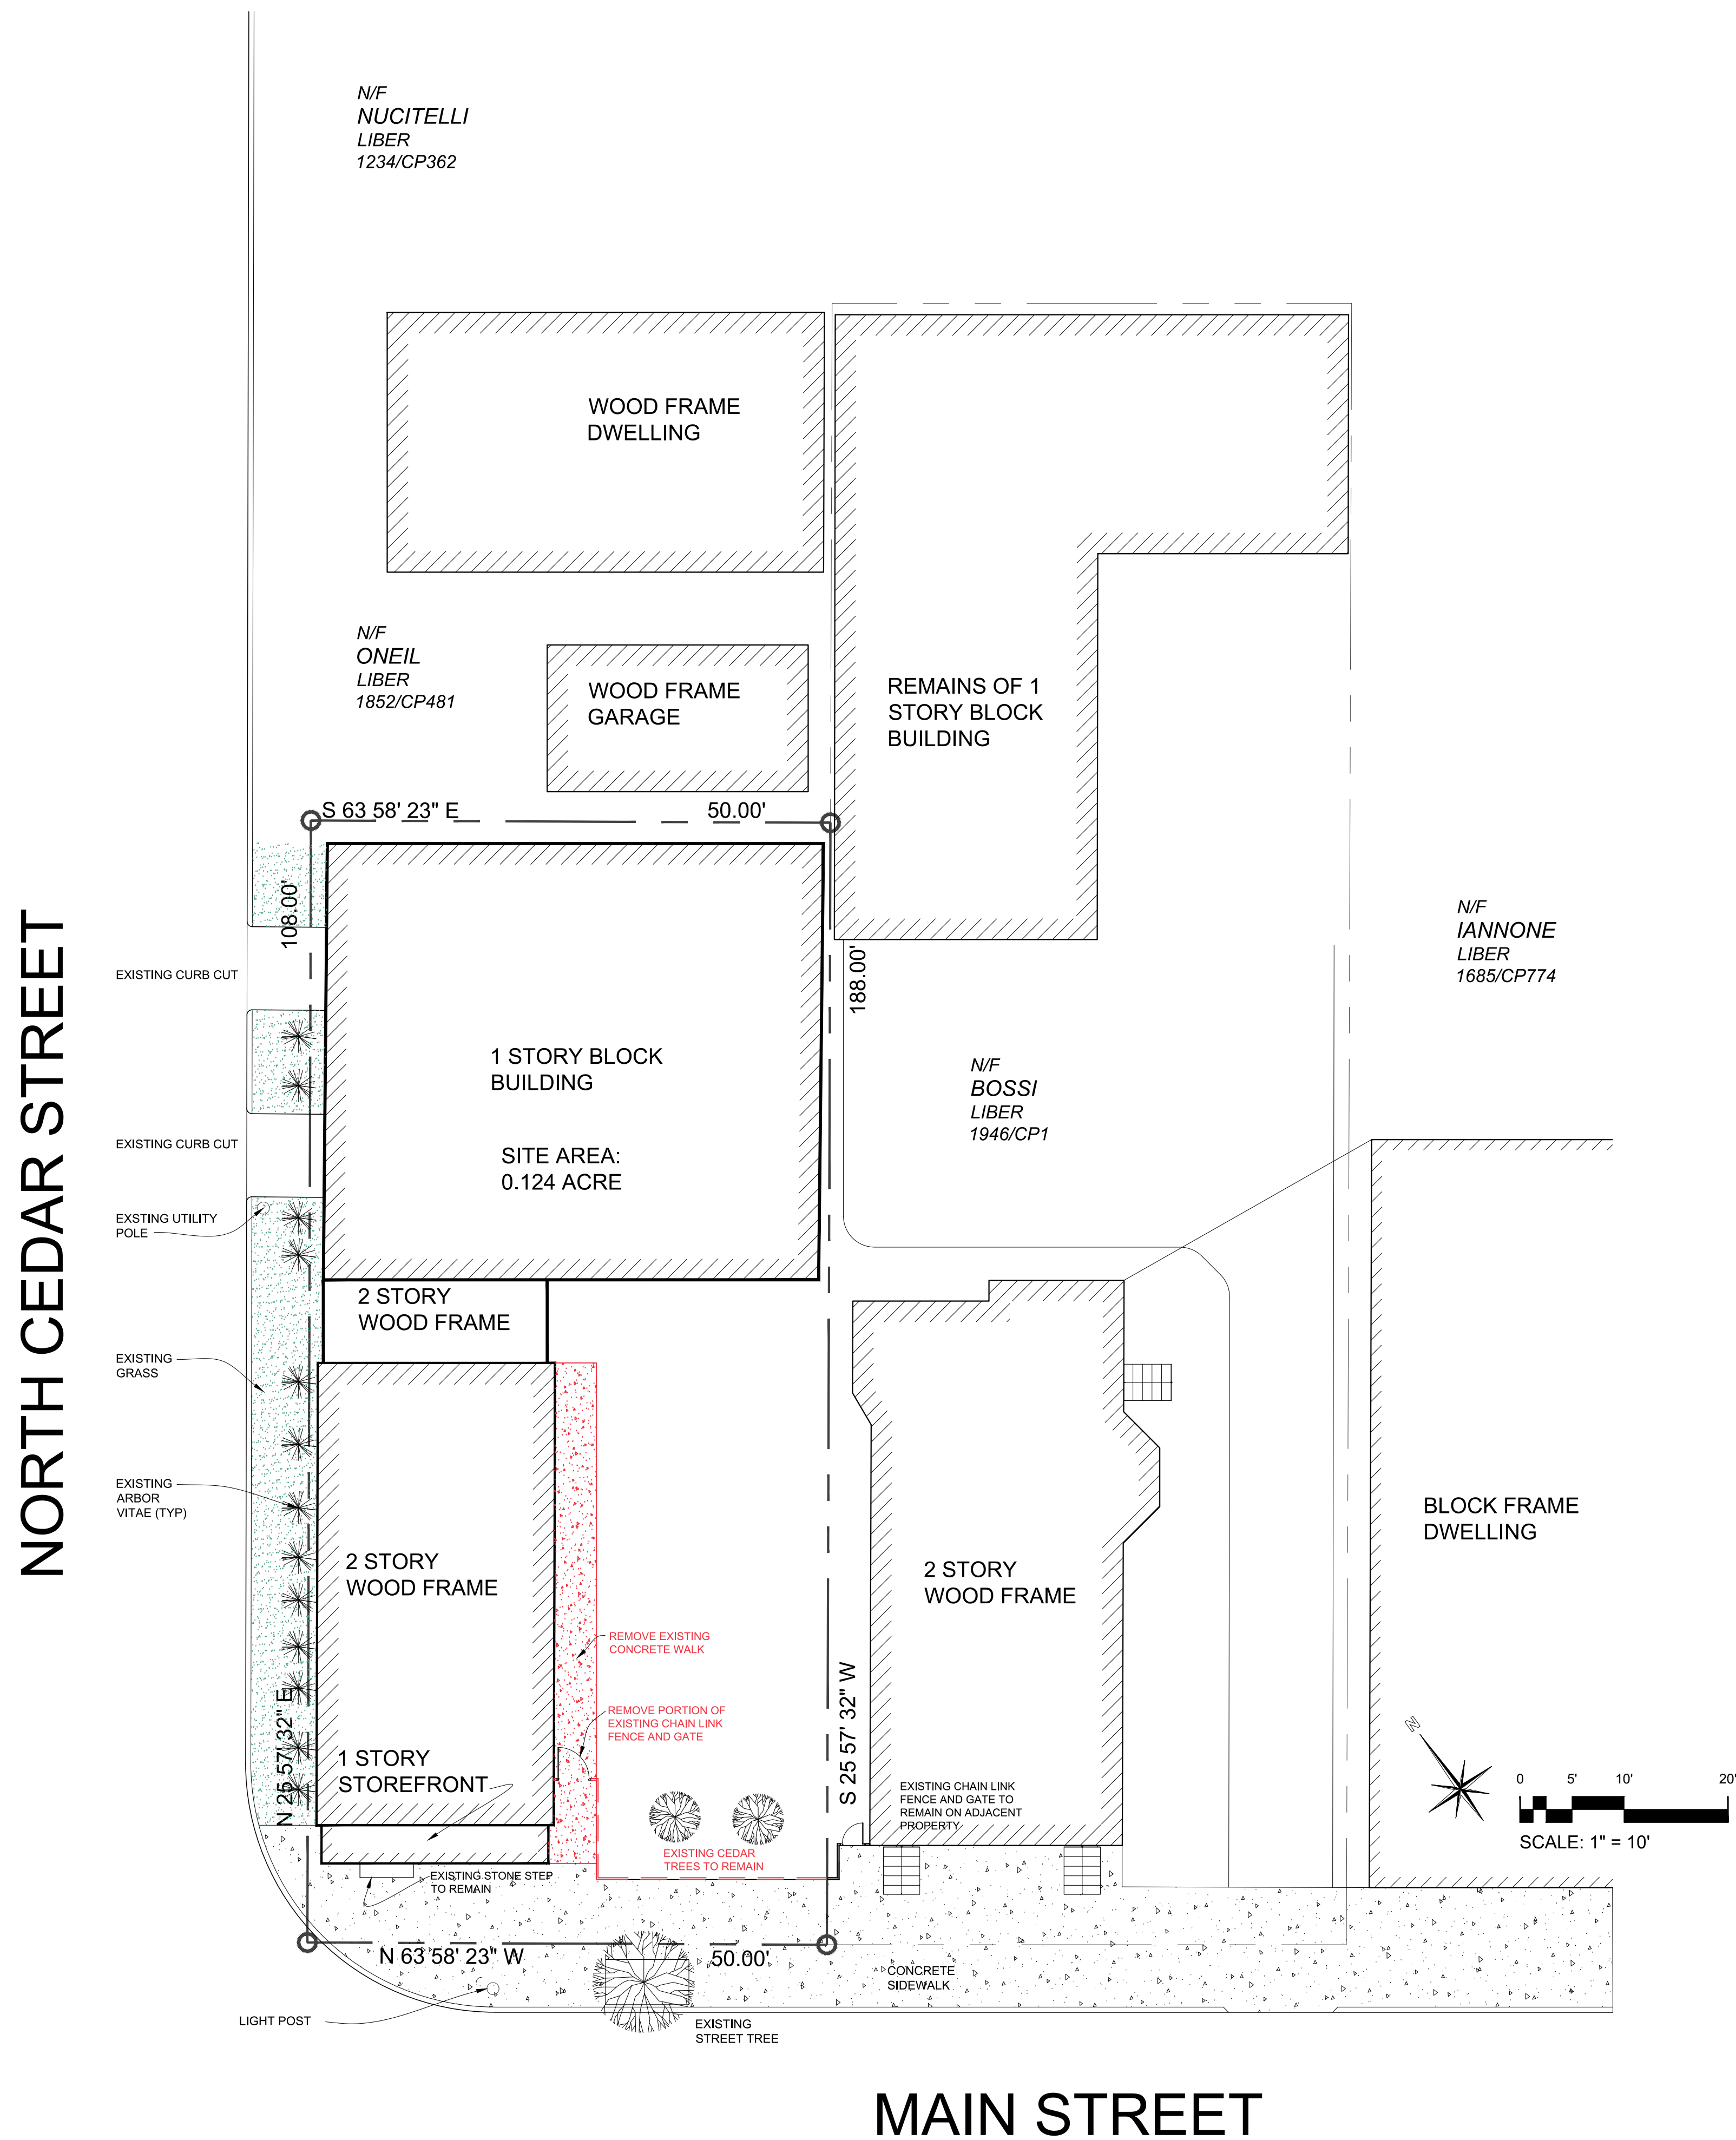 N/F
NUCITELLI
LIBER
1234/CP362
WOOD FRAME
DWELLING
N/F
ONEIL
LIBER
1852/CP481
WOOD FRAME
GARAGE
REMAINS OF 1
STORY BLOCK
BUILDING
S 63 58' 23" E
50.00'
108.00'
188.00'
N/F
IANNONE
LIBER
1685/CP774
NORTH CEDAR STREET
EXISTING CURB CUT
1 STORY BLOCK
BUILDING
N/F
BOSSI
LIBER
1946/CP1
EXISTING CURB CUT
SITE AREA:
0.124 ACRE
EXSTING UTILITY
POLE
2 STORY
WOOD FRAME
EXISTING
GRASS
EXISTING
ARBOR
VITAE (TYP)
2 STORY
WOOD FRAME
REMOVE EXISTING
CONCRETE WALK
2 STORY
WOOD FRAME
BLOCK FRAME
DWELLING
N 25 57' 32" E
S 25 57' 32" W
REMOVE PORTION OF
EXISTING CHAIN LINK
FENCE AND GATE
1 STORY
STOREFRONT
EXISTING CHAIN LINK
FENCE AND GATE TO
REMAIN ON ADJACENT
PROPERTY
N
0 5' 10' 20'
SCALE: 1" = 10'
EXISTING CEDAR
TREES TO REMAIN
EXISTING STONE STEP
TO REMAIN
N 63 58' 23" W
50.00'
CONCRETE
SIDEWALK
LIGHT POST
EXISTING
STREET TREE
MAIN STREET